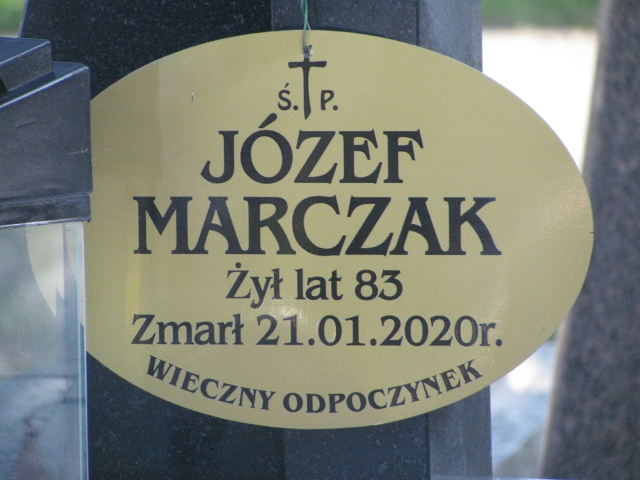 Ś. P.
JÓZEF
MARCZAK
Żył lat 83
Zmarł 21.01.2020r.
WIECZNY ODPOCZYNEK